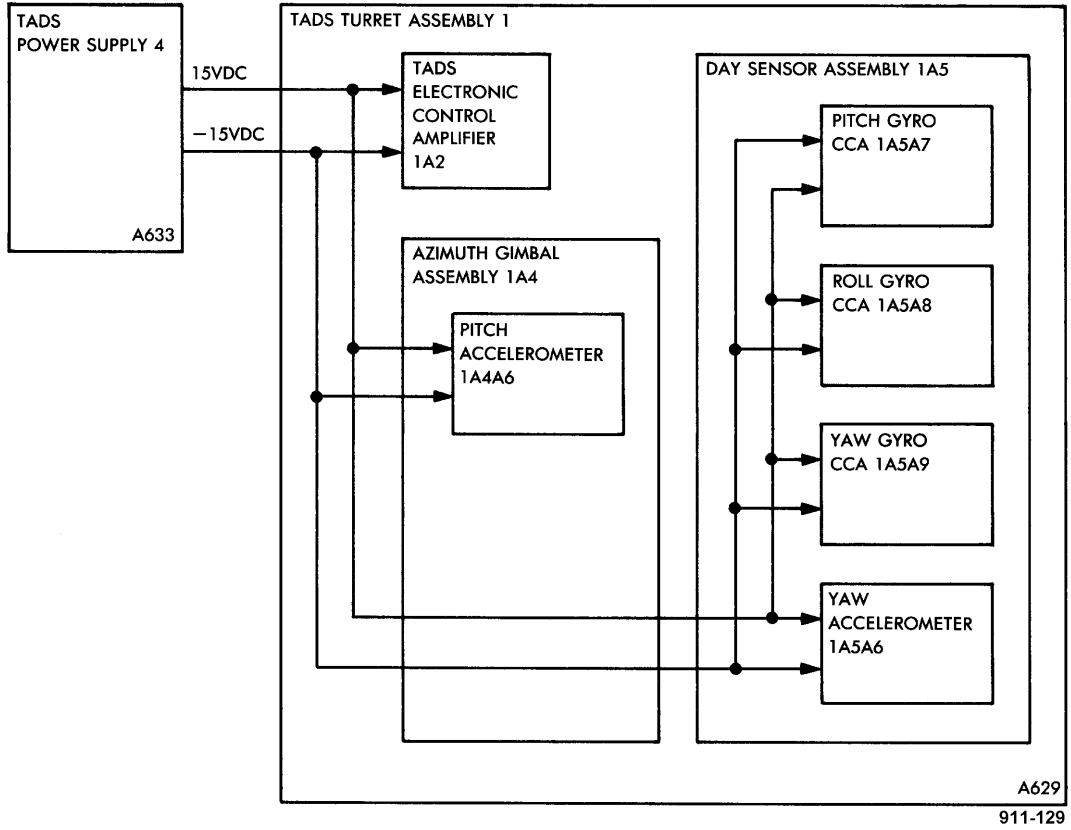 TADS
POWER SUPPLY 4
15VDC
−15VDC
A633
TADS TURRET ASSEMBLY 1
TADS
ELECTRONIC
CONTROL
AMPLIFIER
1A2
AZIMUTH GIMBAL
ASSEMBLY 1A4
PITCH
ACCELEROMETER
1A4A6
DAY SENSOR ASSEMBLY 1A5
PITCH GYRO
CCA 1A5A7
ROLL GYRO
CCA 1A5A8
YAW GYRO
CCA 1A5A9
YAW
ACCELEROMETER
1A5A6
A629
911-129